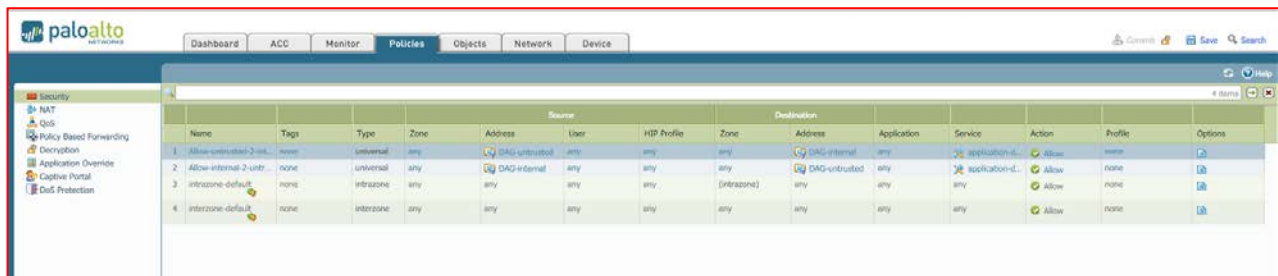 paloalto
NETWORKS
Dashboard ACC Monitor Policies Objects Network Device
Commit Save Search
Help
Security
NAT
QoS
Policy Based Forwarding
Decryption
Application Override
Captive Portal
DoS Protection
4 items
Source Destination
Name Tags Type Zone Address User HIP Profile Zone Address Application Service Action Profile Options
1 Allow-untrusted-2-int... none universal any DAG-untrusted any any any DAG-internal any application-d... Allow none
2 Allow-internal-2-untr... none universal any DAG-internal any any any DAG-untrusted any application-d... Allow none
3 intrazone-default none intrazone any any any any (intrazone) any any any Allow none
4 interzone-default none interzone any any any any any any any any Allow none